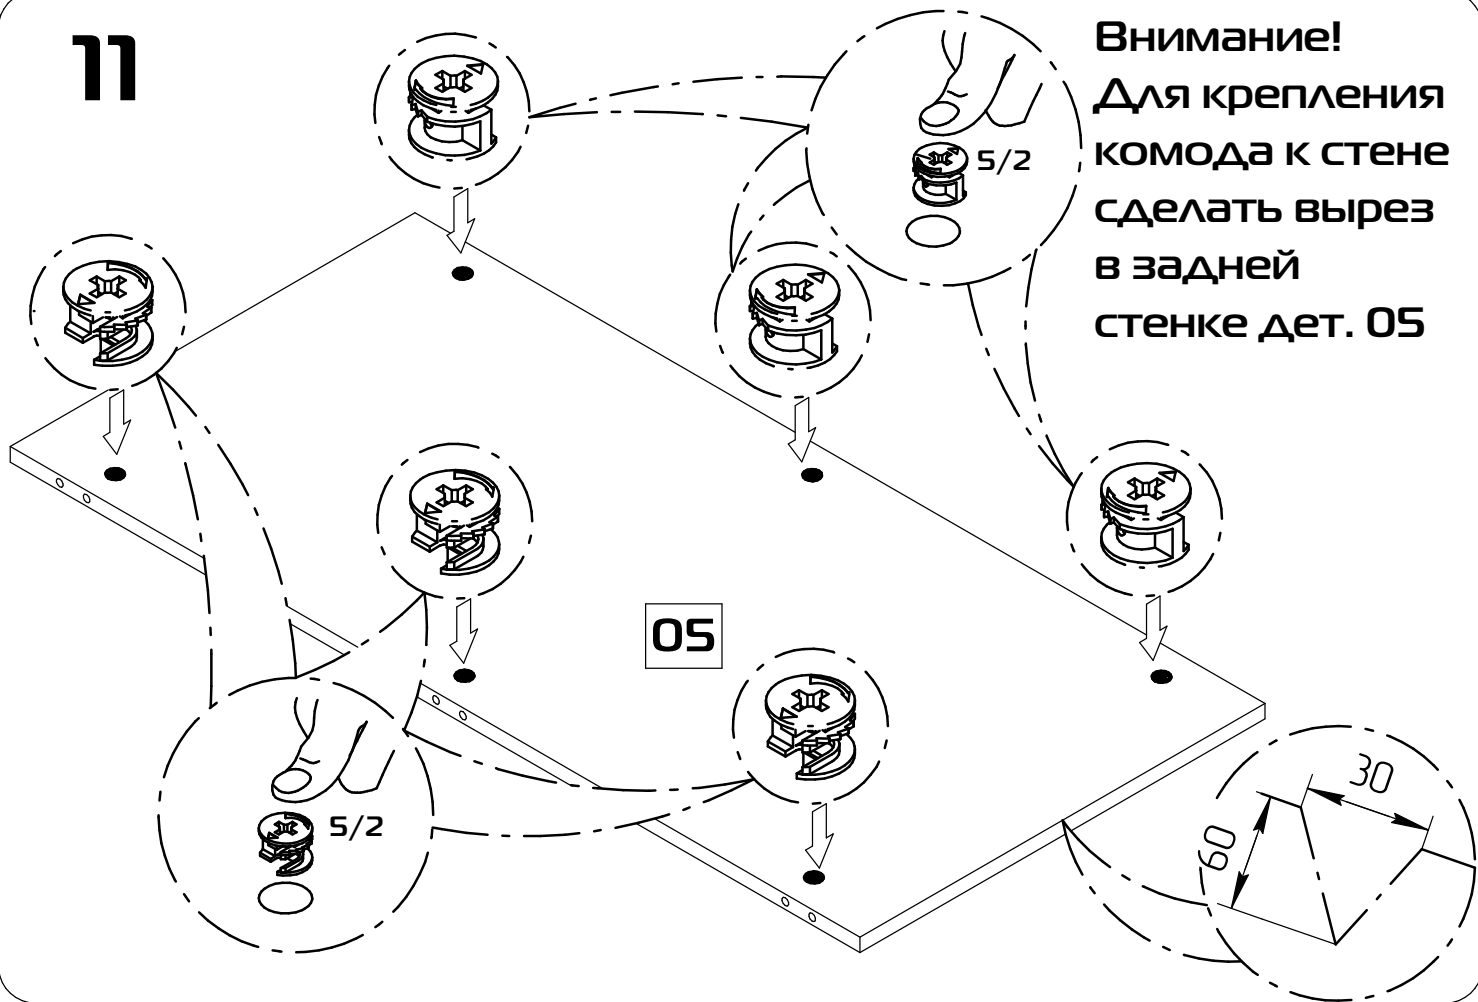 11
Внимание!
Для крепления
комода к стене
сделать вырез
в задней
стенке дет. 05
5/2
05
5/2
30
60